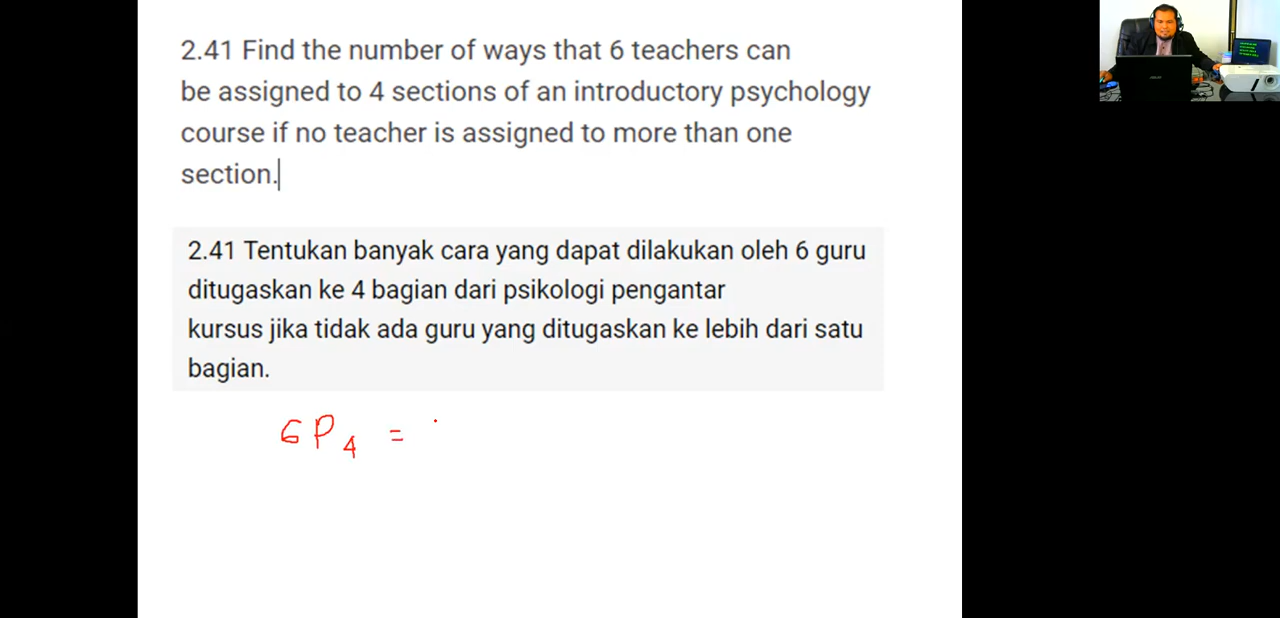 2.41 Find the number of ways that 6 teachers can
be assigned to 4 sections of an introductory psychology
course if no teacher is assigned to more than one
section.
2.41 Tentukan banyak cara yang dapat dilakukan oleh 6 guru
ditugaskan ke 4 bagian dari psikologi pengantar
kursus jika tidak ada guru yang ditugaskan ke lebih dari satu
bagian.
6P4 =